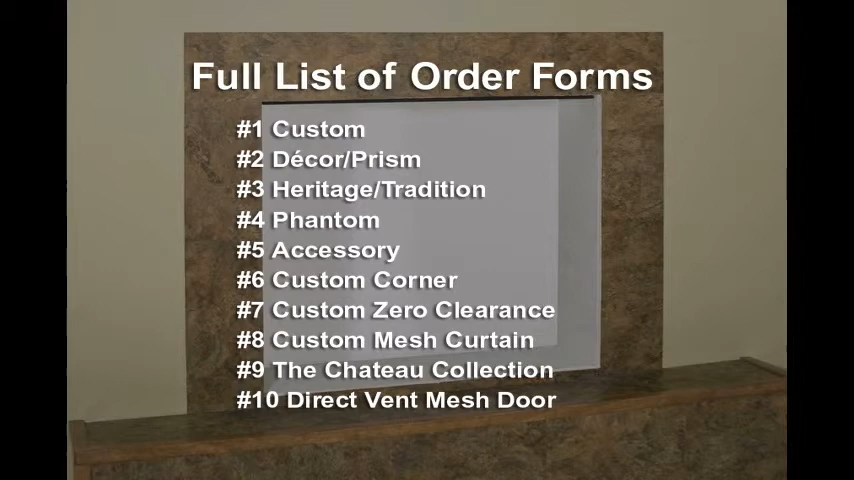 Full List of Order Forms
#1 Custom
#2 Décor/Prism
#3 Heritage/Tradition
#4 Phantom
#5 Accessory
#6 Custom Corner
#7 Custom Zero Clearance
#8 Custom Mesh Curtain
#9 The Chateau Collection
#10 Direct Vent Mesh Door